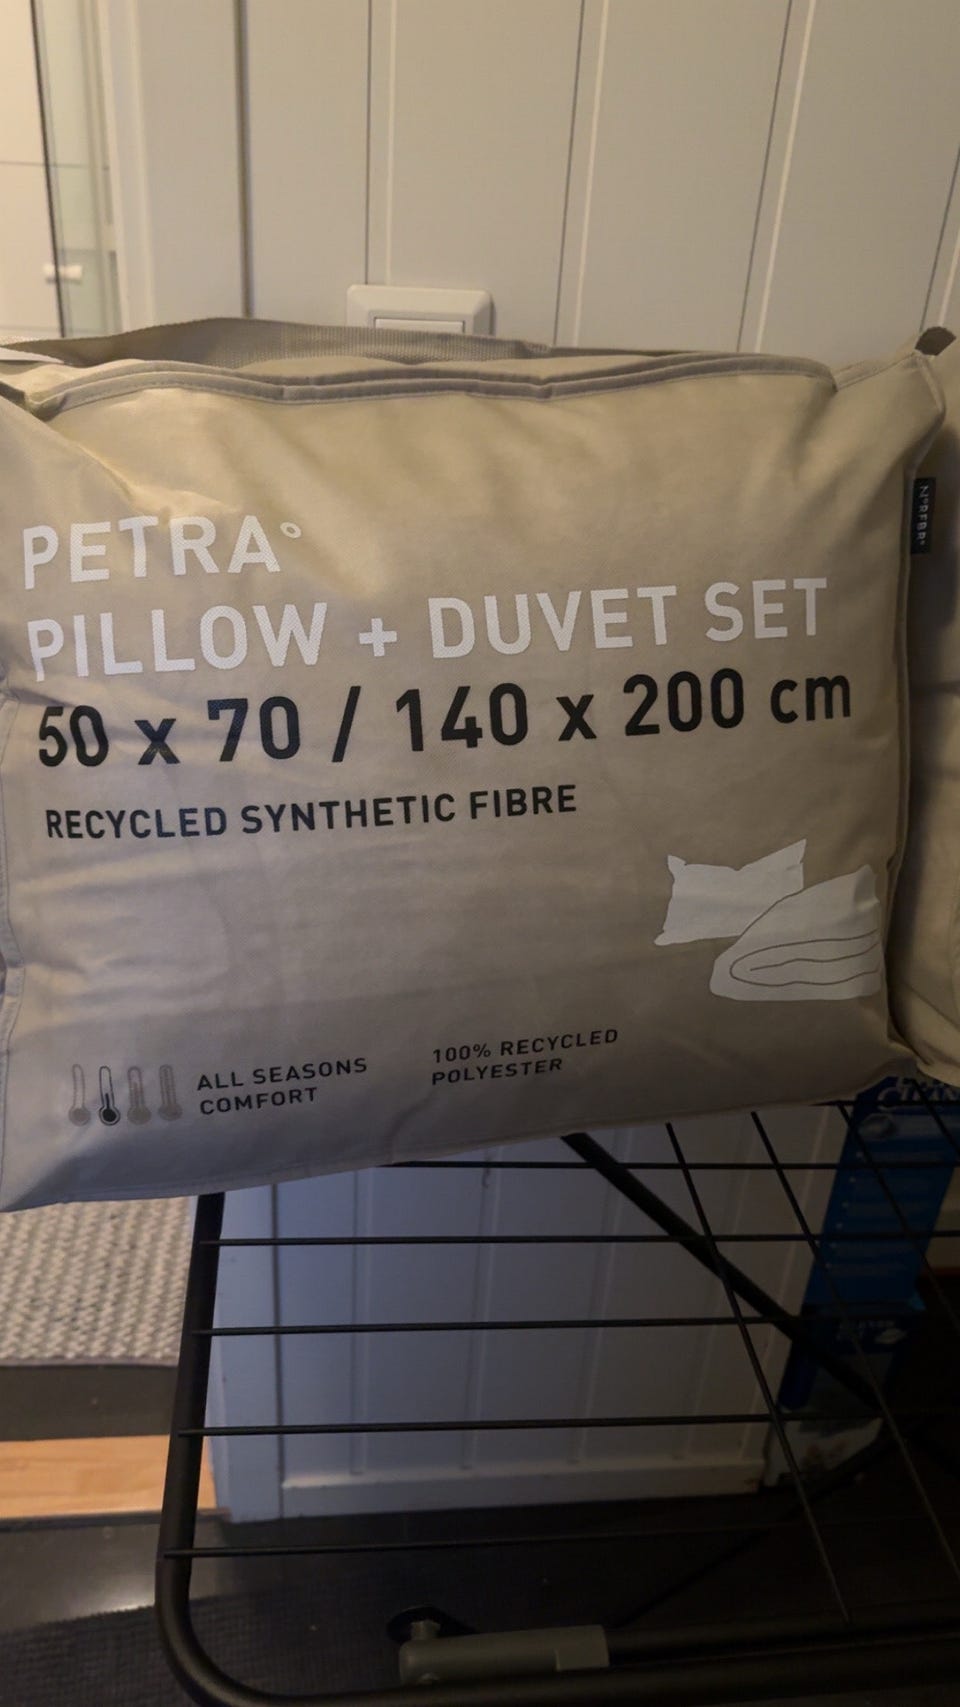 PETRA°
PILLOW + DUVET SET
50 x 70 / 140 x 200 cm
RECYCLED SYNTHETIC FIBRE
ALL SEASONS
COMFORT
100% RECYCLED
POLYESTER